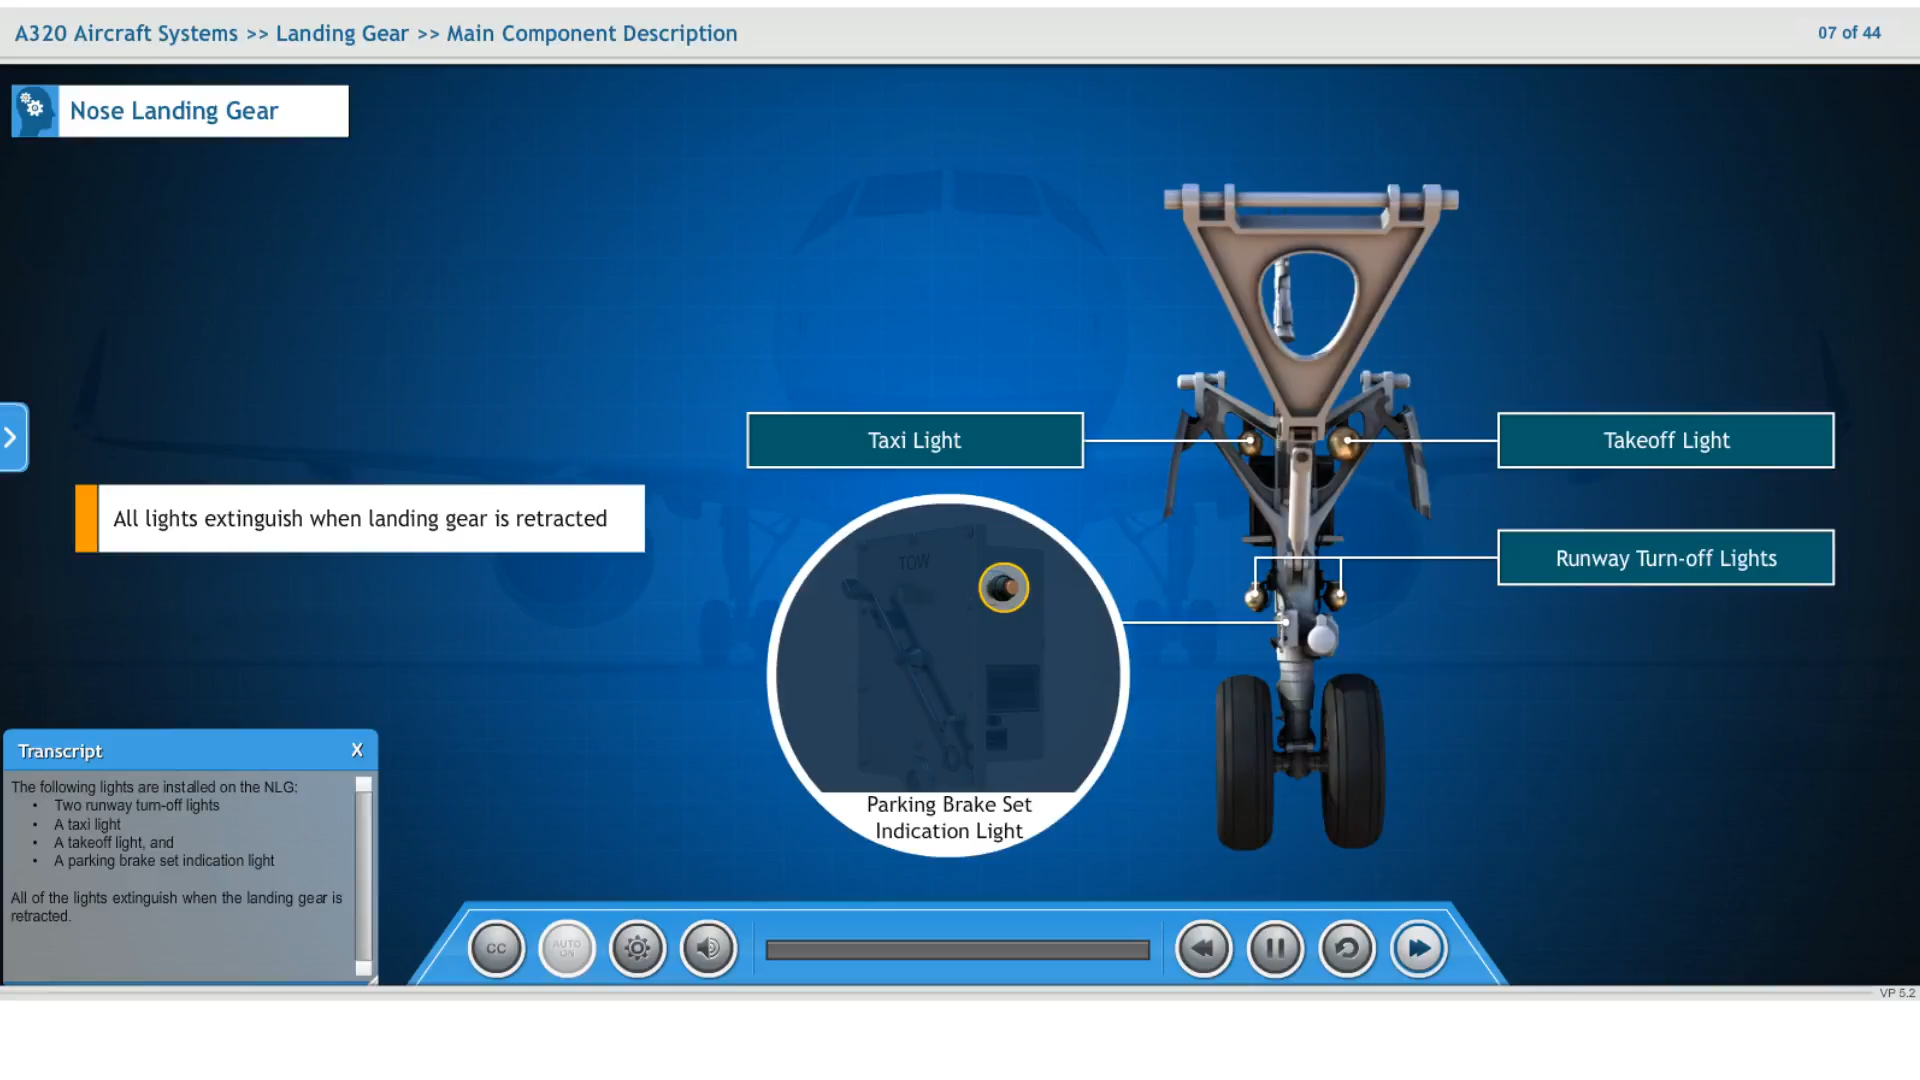 A320 Aircraft Systems >> Landing Gear >> Main Component Description
07 of 44
Nose Landing Gear
Taxi Light
Takeoff Light
All lights extinguish when landing gear is retracted
TOW
Runway Turn-off Lights
Parking Brake Set
Indication Light
Transcript
X
The following lights are installed on the NLG:
• Two runway turn-off lights
• A taxi light
• A takeoff light, and
• A parking brake set indication light
All of the lights extinguish when the landing gear is
retracted.
CC
AUTO
ON
VP 5.2